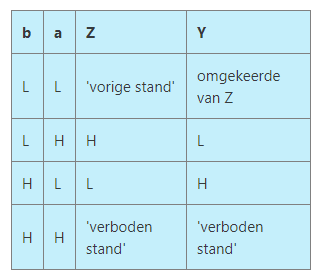 b a Z Y
L L 'vorige stand' omgekeerde
van Z
L H H L
H L L H
H H 'verboden 'verboden
stand' stand'